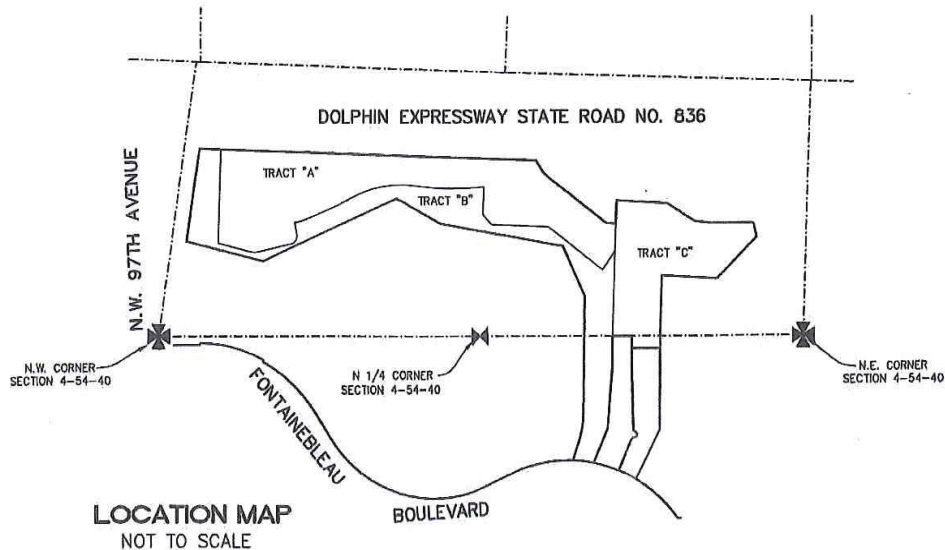 DOLPHIN EXPRESSWAY STATE ROAD NO. 836
N.W. 97TH AVENUE
TRACT "A"
TRACT "B"
TRACT "C"
N.W. CORNER
SECTION 4-54-40
N 1/4 CORNER
SECTION 4-54-40
N.E. CORNER
SECTION 4-54-40
FONTAINEBLEAU
BOULEVARD
LOCATION MAP
NOT TO SCALE